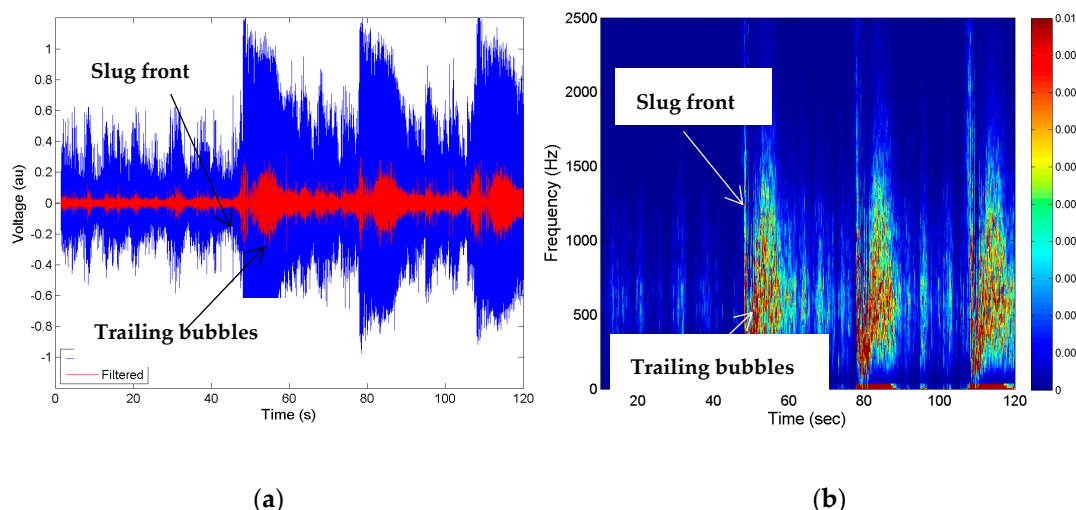 Slug front
Trailing bubbles
Voltage (au)
1
0.8
0.6
0.4
0.2
0
-0.2
-0.4
-0.6
-0.8
-1
Filtered
0 20 40 60 80 100 120
Time (s)
(a)
(b)
Slug front
Trailing bubbles
Frequency (Hz)
2500
2000
1500
1000
500
0
20 40 60 80 100 120
Time (sec)
0.01
0.00
0.00
0.00
0.00
0.00
0.00
0.00
0.00
0.00
0